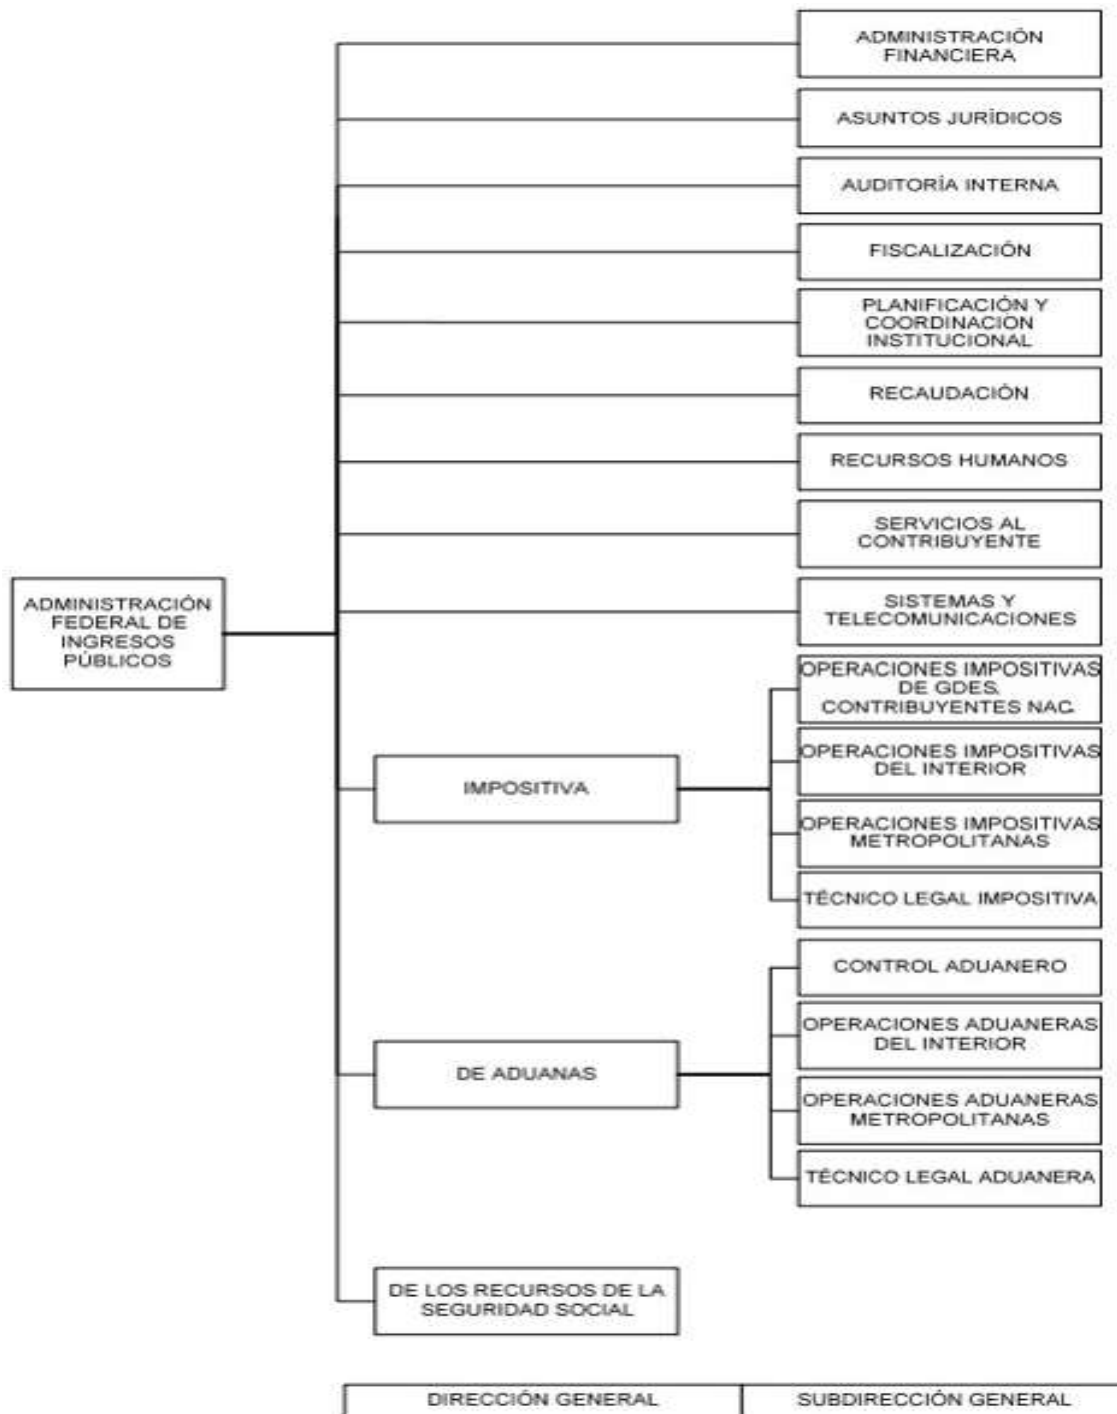 ADMINISTRACIÓN
FINANCIERA
ASUNTOS JURÍDICOS
AUDITORÍA INTERNA
FISCALIZACIÓN
PLANIFICACIÓN Y
COORDINACIÓN
INSTITUCIONAL
RECAUDACIÓN
RECURSOS HUMANOS
SERVICIOS AL
CONTRIBUYENTE
SISTEMAS Y
TELECOMUNICACIONES
ADMINISTRACIÓN
FEDERAL DE
INGRESOS
PÚBLICOS
IMPOSITIVA
OPERACIONES IMPOSITIVAS
DE GDES.
CONTRIBUYENTES NAC.
OPERACIONES IMPOSITIVAS
DEL INTERIOR
OPERACIONES IMPOSITIVAS
METROPOLITANAS
TÉCNICO LEGAL IMPOSITIVA
DE ADUANAS
CONTROL ADUANERO
OPERACIONES ADUANERAS
DEL INTERIOR
OPERACIONES ADUANERAS
METROPOLITANAS
TÉCNICO LEGAL ADUANERA
DE LOS RECURSOS DE LA
SEGURIDAD SOCIAL
DIRECCIÓN GENERAL
SUBDIRECCIÓN GENERAL